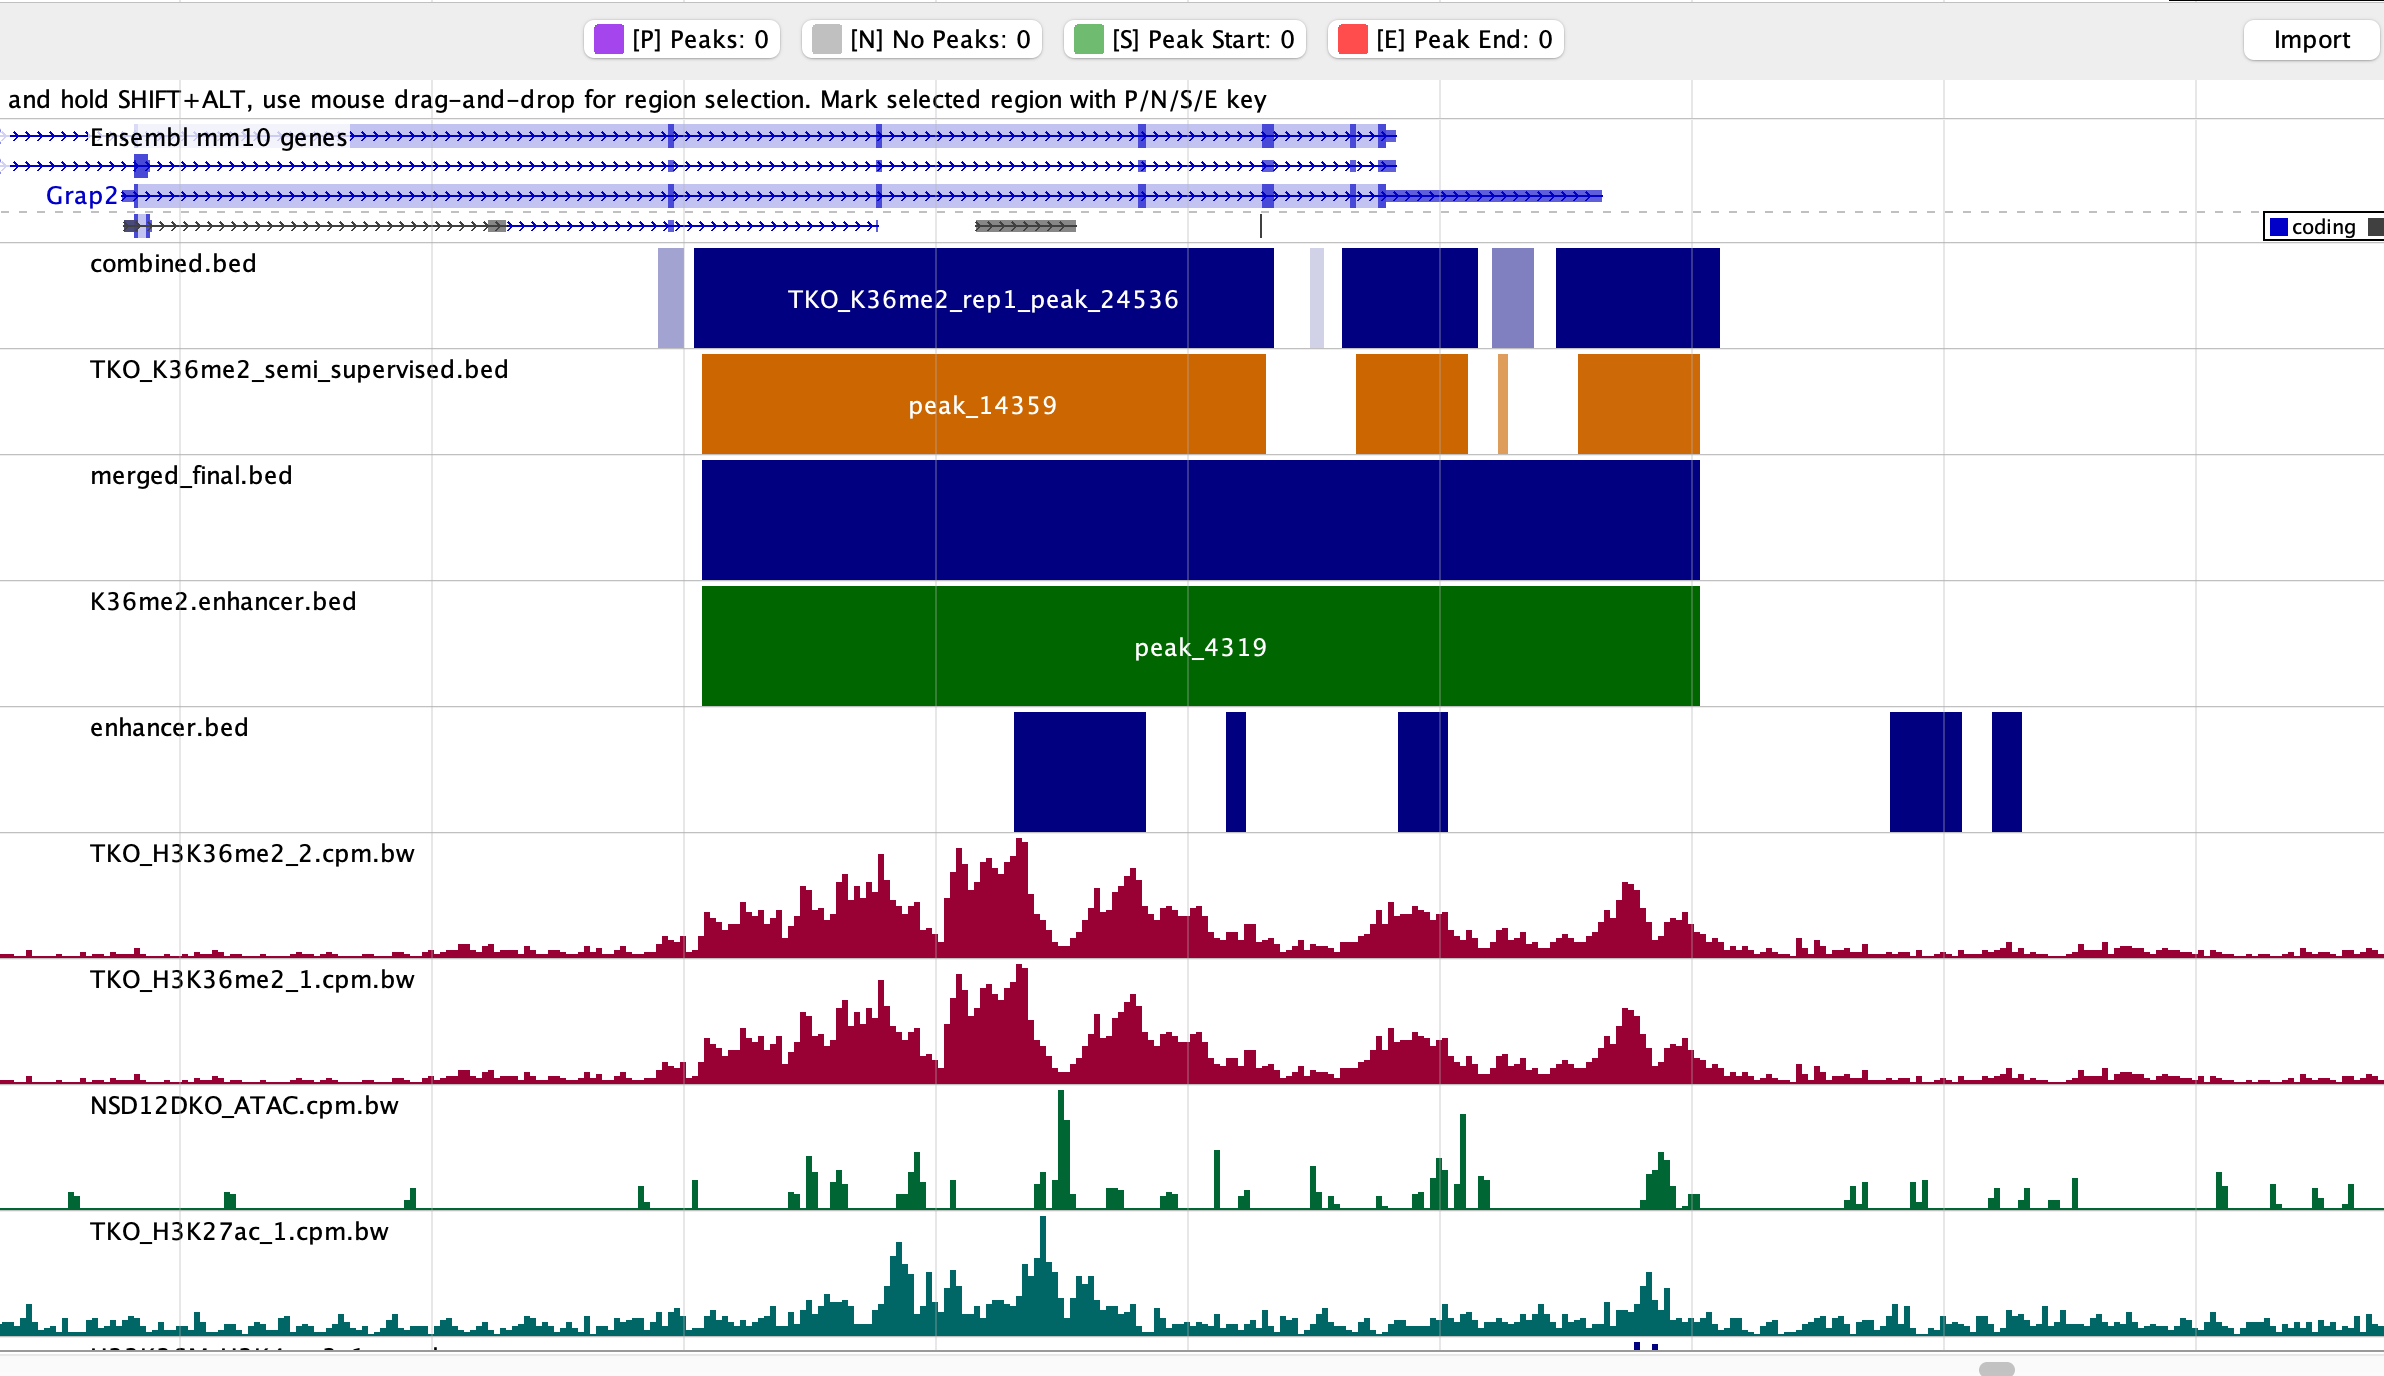 [P] Peaks: 0
[N] No Peaks: 0
[S] Peak Start: 0
[E] Peak End: 0
Import
and hold SHIFT+ALT, use mouse drag-and-drop for region selection. Mark selected region with P/N/S/E key
Ensembl mm10 genes
Grap2
coding
combined.bed
TKO_K36me2_rep1_peak_24536
TKO_K36me2_semi_supervised.bed
peak_14359
merged_final.bed
K36me2.enhancer.bed
peak_4319
enhancer.bed
TKO_H3K36me2_2.cpm.bw
TKO_H3K36me2_1.cpm.bw
NSD12DKO_ATAC.cpm.bw
TKO_H3K27ac_1.cpm.bw